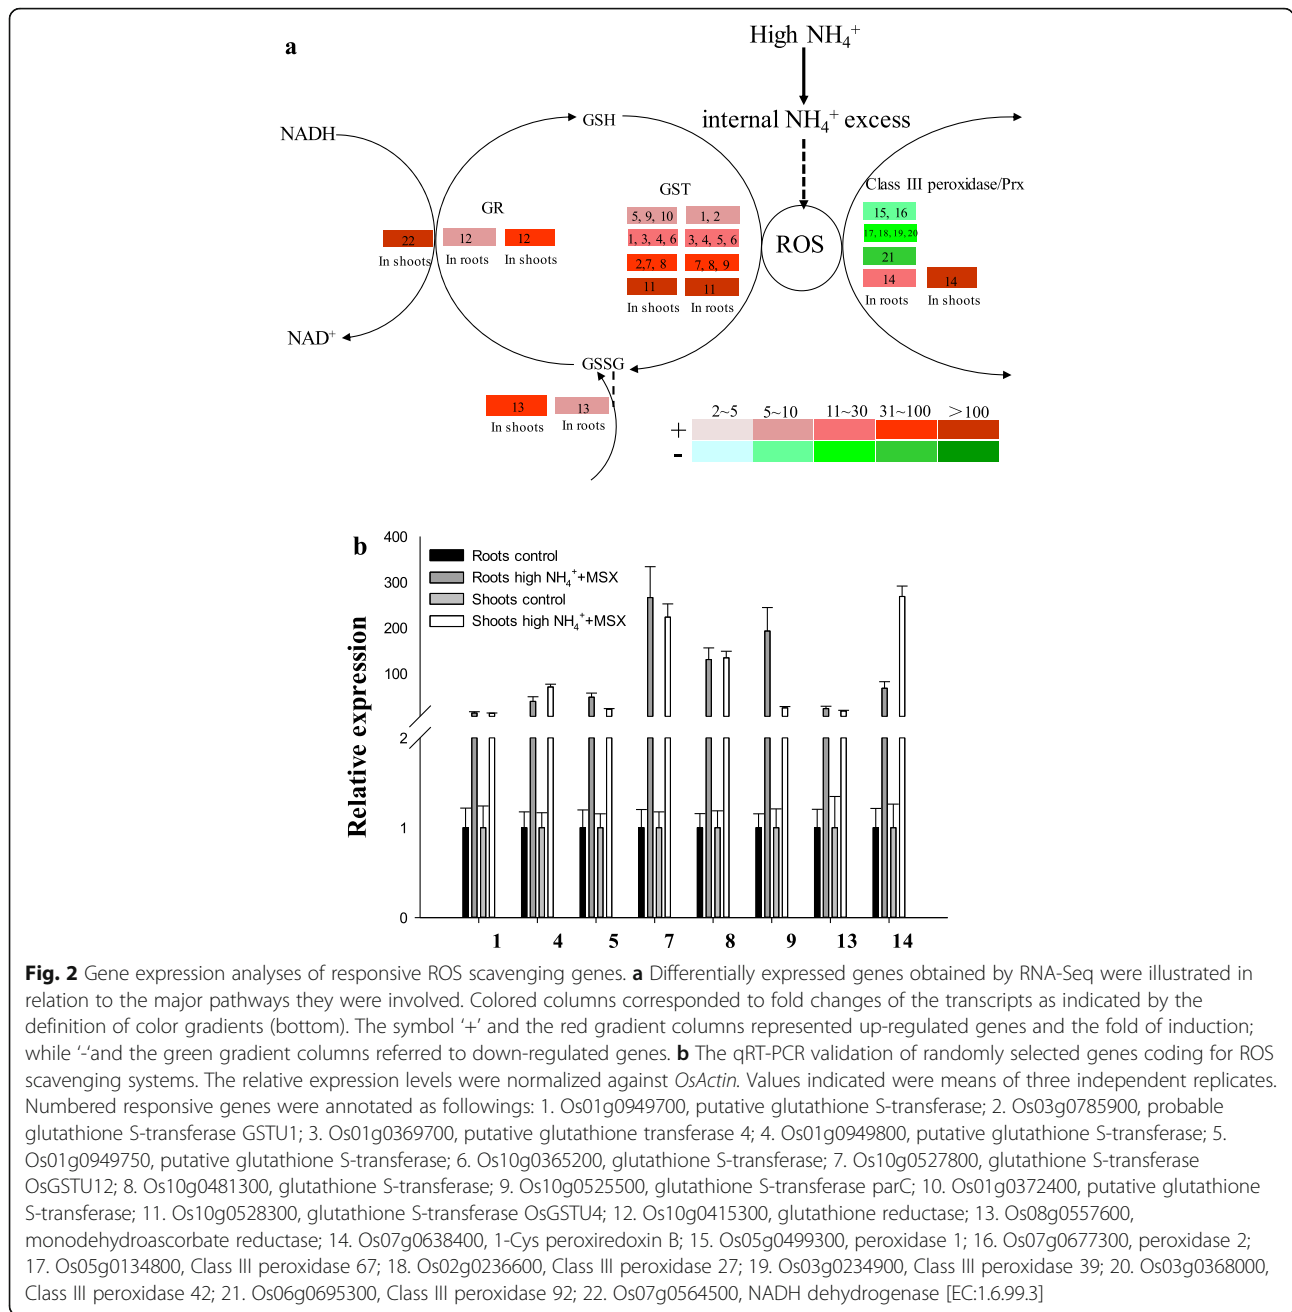 a
High NH4+
NADH
GSH
internal NH4+ excess
GST
Class III peroxidase/Prx
GR
5, 9, 10
1, 2
15, 16
1, 3, 4, 6
3, 4, 5, 6
17, 18, 19, 20
22
12
12
ROS
2,7, 8
7, 8, 9
21
In shoots
In roots
In shoots
11
11
14
14
In shoots
In roots
In roots
In shoots
NAD+
GSSG
13
13
In shoots
In roots
2~5
5~10
11~30
31~100
>100
+
-
b
400
300
200
100
2
1
0
Relative expression
Relative expression
Roots control
Roots high NH4++MSX
Shoots control
Shoots high NH4++MSX
1
4
5
7
8
9
13
14
Fig. 2 Gene expression analyses of responsive ROS scavenging genes. a Differentially expressed genes obtained by RNA-Seq were illustrated in
relation to the major pathways they were involved. Colored columns corresponded to fold changes of the transcripts as indicated by the
definition of color gradients (bottom). The symbol ‘+’ and the red gradient columns represented up-regulated genes and the fold of induction;
while ‘-‘and the green gradient columns referred to down-regulated genes. b The qRT-PCR validation of randomly selected genes coding for ROS
scavenging systems. The relative expression levels were normalized against OsActin. Values indicated were means of three independent replicates.
Numbered responsive genes were annotated as followings: 1. Os01g0949700, putative glutathione S-transferase; 2. Os03g0785900, probable
glutathione S-transferase GSTU1; 3. Os01g0369700, putative glutathione transferase 4; 4. Os01g0949800, putative glutathione S-transferase; 5.
Os01g0949750, putative glutathione S-transferase; 6. Os10g0365200, glutathione S-transferase; 7. Os10g0527800, glutathione S-transferase
OsGSTU12; 8. Os10g0481300, glutathione S-transferase; 9. Os10g0525500, glutathione S-transferase parC; 10. Os01g0372400, putative glutathione
S-transferase; 11. Os10g0528300, glutathione S-transferase OsGSTU4; 12. Os10g0415300, glutathione reductase; 13. Os08g0557600,
monodehydroascorbate reductase; 14. Os07g0638400, 1-Cys peroxiredoxin B; 15. Os05g0499300, peroxidase 1; 16. Os07g0677300, peroxidase 2;
17. Os05g0134800, Class III peroxidase 67; 18. Os02g0236600, Class III peroxidase 27; 19. Os03g0234900, Class III peroxidase 39; 20. Os03g0368000,
Class III peroxidase 42; 21. Os06g0695300, Class III peroxidase 92; 22. Os07g0564500, NADH dehydrogenase [EC:1.6.99.3]